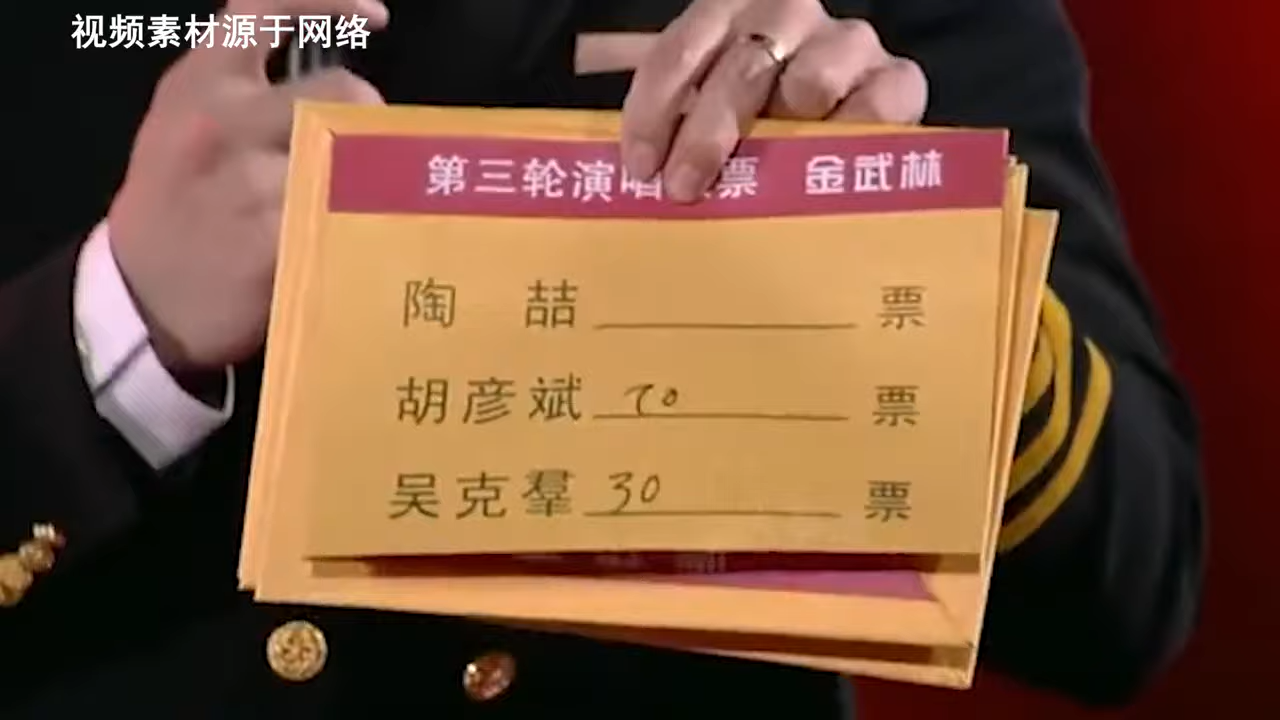 视频素材源于网络
第三轮演唱 票 金武林
陶 喆 票
胡彦斌 70 票
吴克羣 30 票